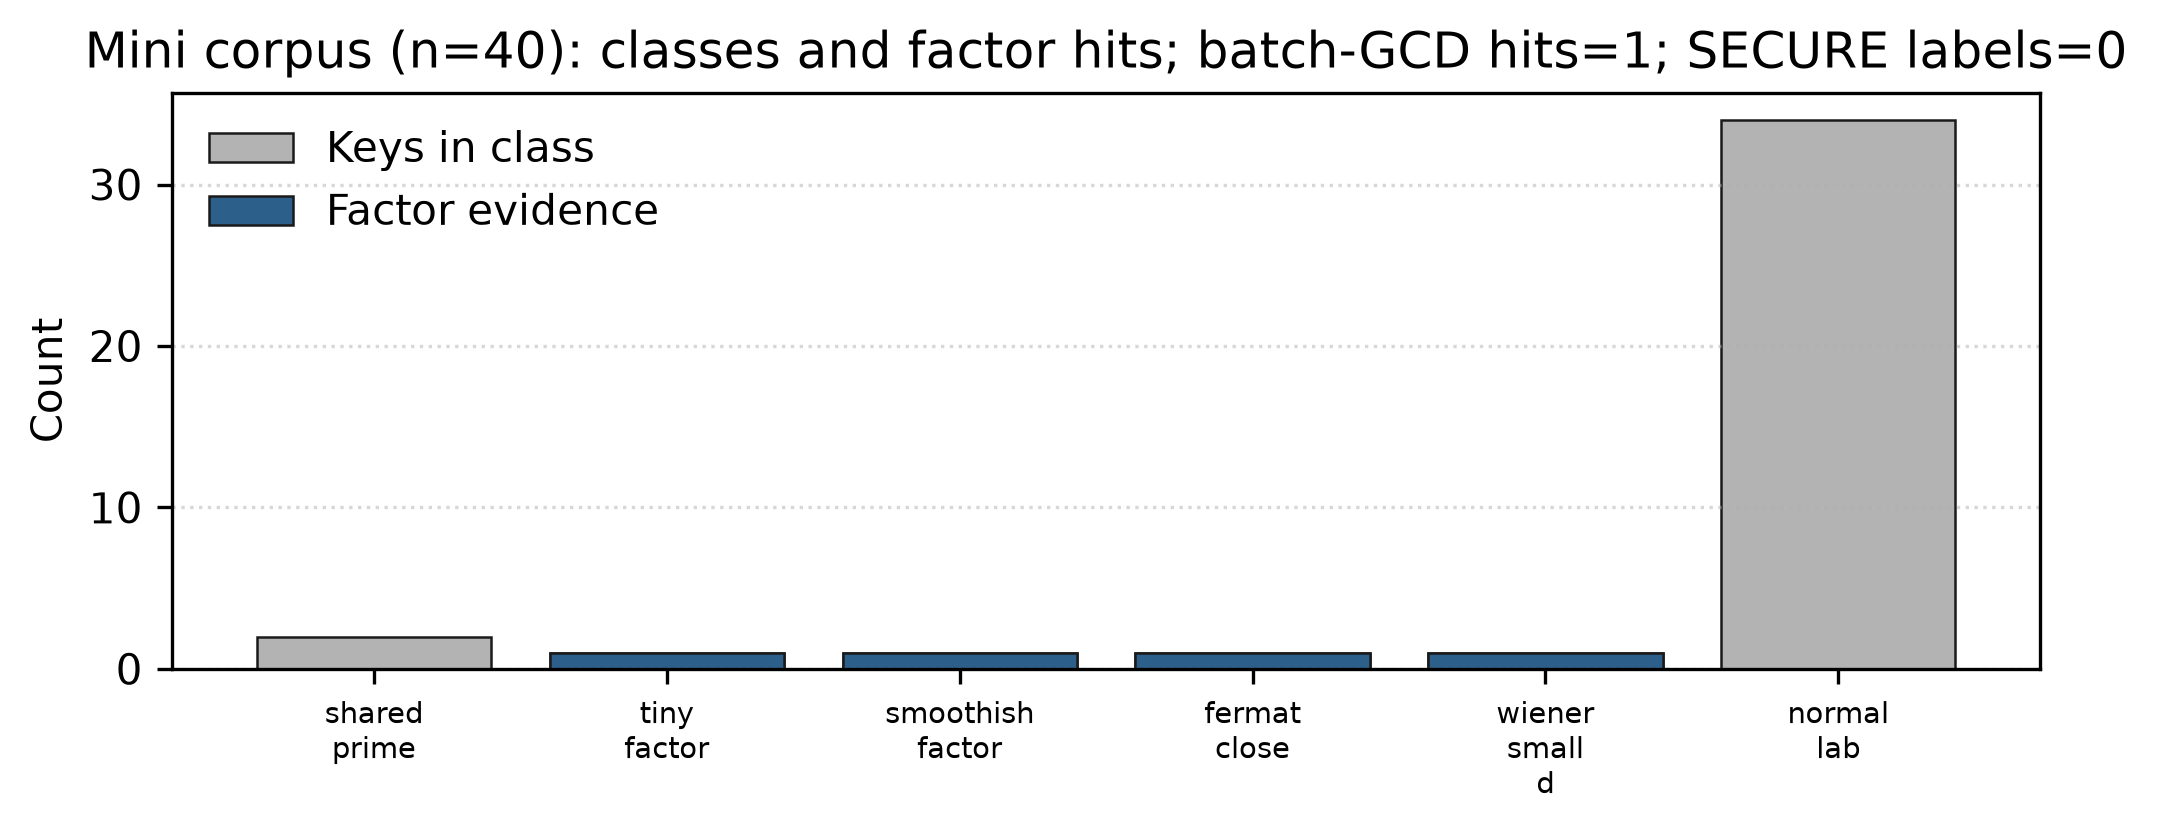 Mini corpus (n=40): classes and factor hits; batch-GCD hits=1; SECURE labels=0
Keys in class
Factor evidence
Count
30
20
10
0
shared
prime
tiny
factor
smoothish
factor
fermat
close
wiener
small
d
normal
lab